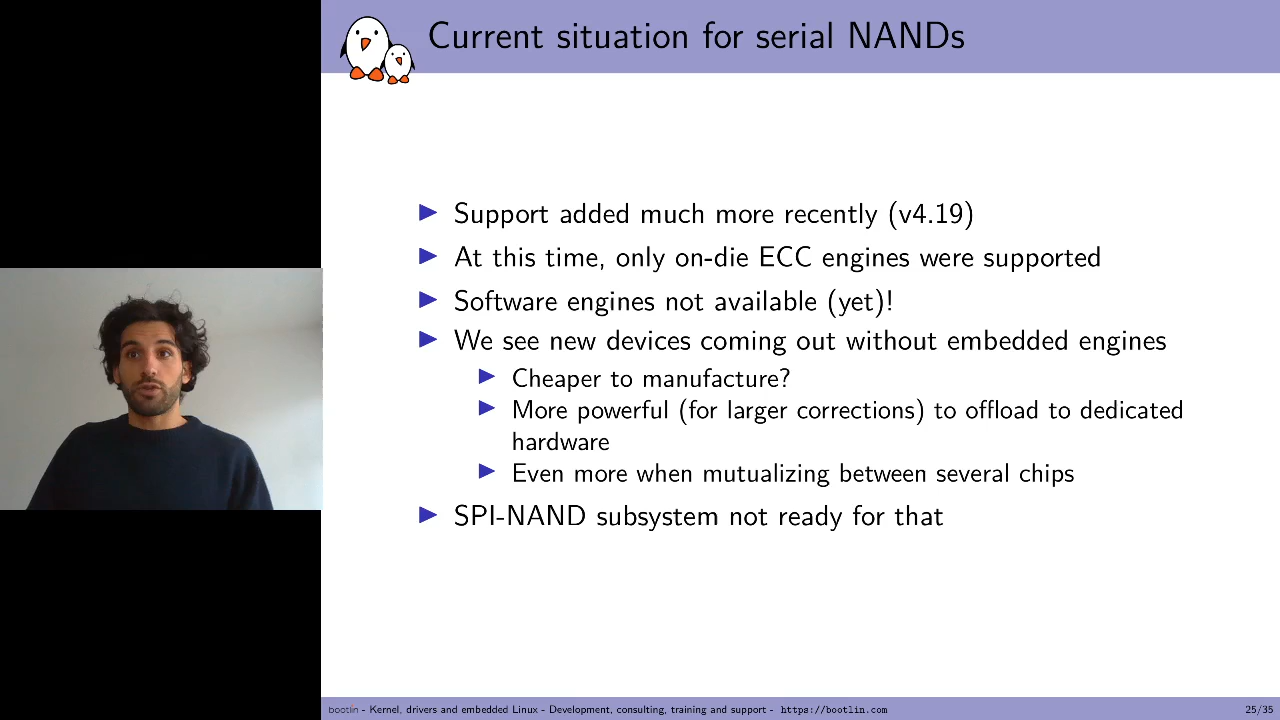 Current situation for serial NANDs
▶ Support added much more recently (v4.19)
▶ At this time, only on-die ECC engines were supported
▶ Software engines not available (yet)!
▶ We see new devices coming out without embedded engines
▶ Cheaper to manufacture?
▶ More powerful (for larger corrections) to offload to dedicated
hardware
▶ Even more when mutualizing between several chips
▶ SPI-NAND subsystem not ready for that
bootlin - Kernel, drivers and embedded Linux - Development, consulting, training and support - https://bootlin.com 25/35